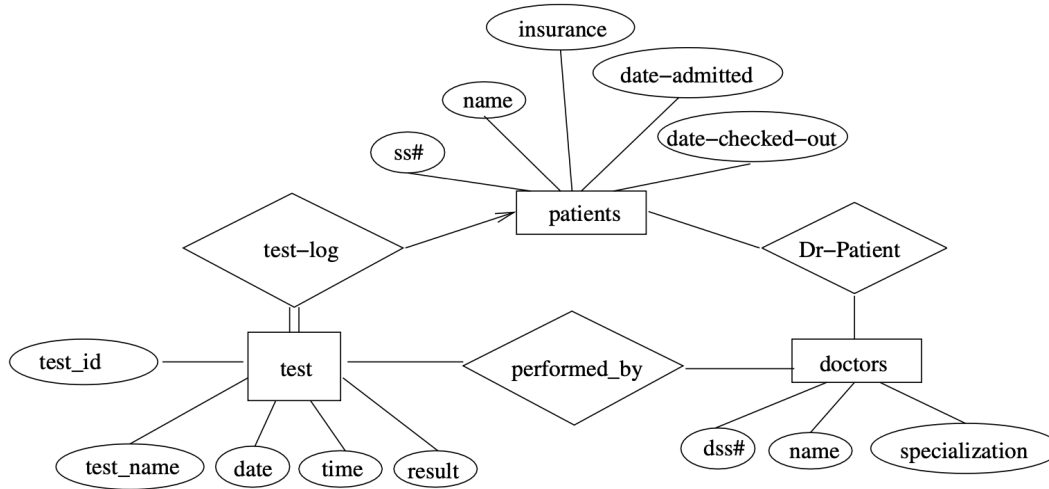 insurance
date-admitted
name
date-checked-out
ss#
patients
test-log
Dr-Patient
test_id
test
performed_by
doctors
test_name
date
time
result
dss#
name
specialization